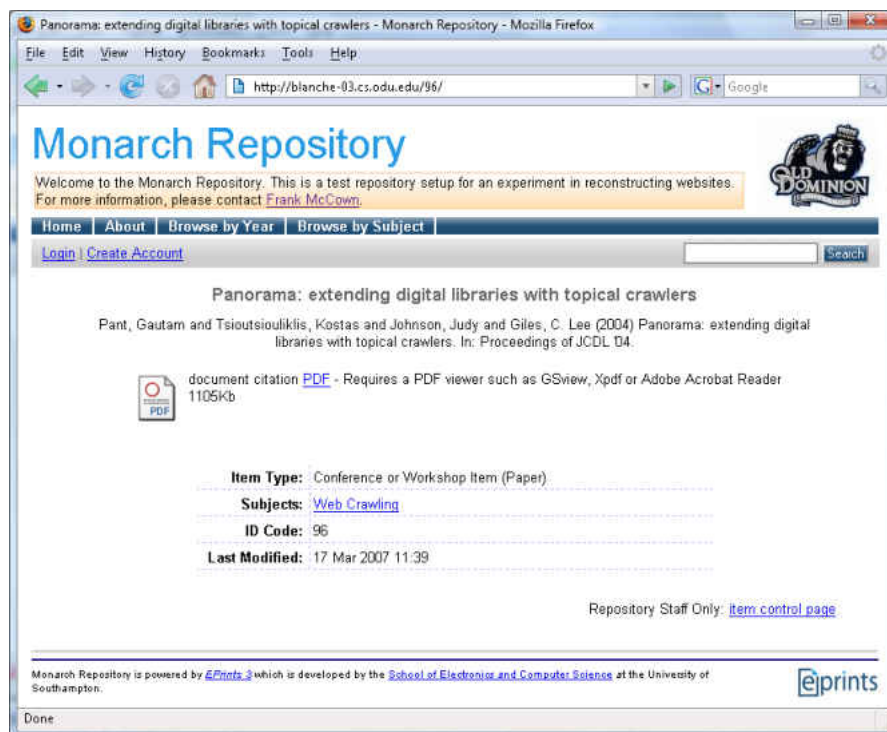 Panorama: extending digital libraries with topical crawlers - Monarch Repository - Mozilla Firefox
File Edit View History Bookmarks Tools Help
http://blanche-03.cs.odu.edu/96/ G Google
Monarch Repository
Welcome to the Monarch Repository. This is a test repository setup for an experiment in reconstructing websites.
For more information, please contact Frank McCown.
OLD DOMINION
Home About Browse by Year Browse by Subject
Login | Create Account Search
Panorama: extending digital libraries with topical crawlers
Pant, Gautam and Tsioutsiouliklis, Kostas and Johnson, Judy and Giles, C. Lee (2004) Panorama: extending digital
libraries with topical crawlers. In: Proceedings of JCDL '04.
document citation PDF - Requires a PDF viewer such as GSview, Xpdf or Adobe Acrobat Reader
1105Kb
PDF
Item Type: Conference or Workshop Item (Paper)
Subjects: Web Crawling
ID Code: 96
Last Modified: 17 Mar 2007 11:39
Repository Staff Only: item control page
Monarch Repository is powered by EPrints 3 which is developed by the School of Electronics and Computer Science at the University of
Southampton.
eprints
Done